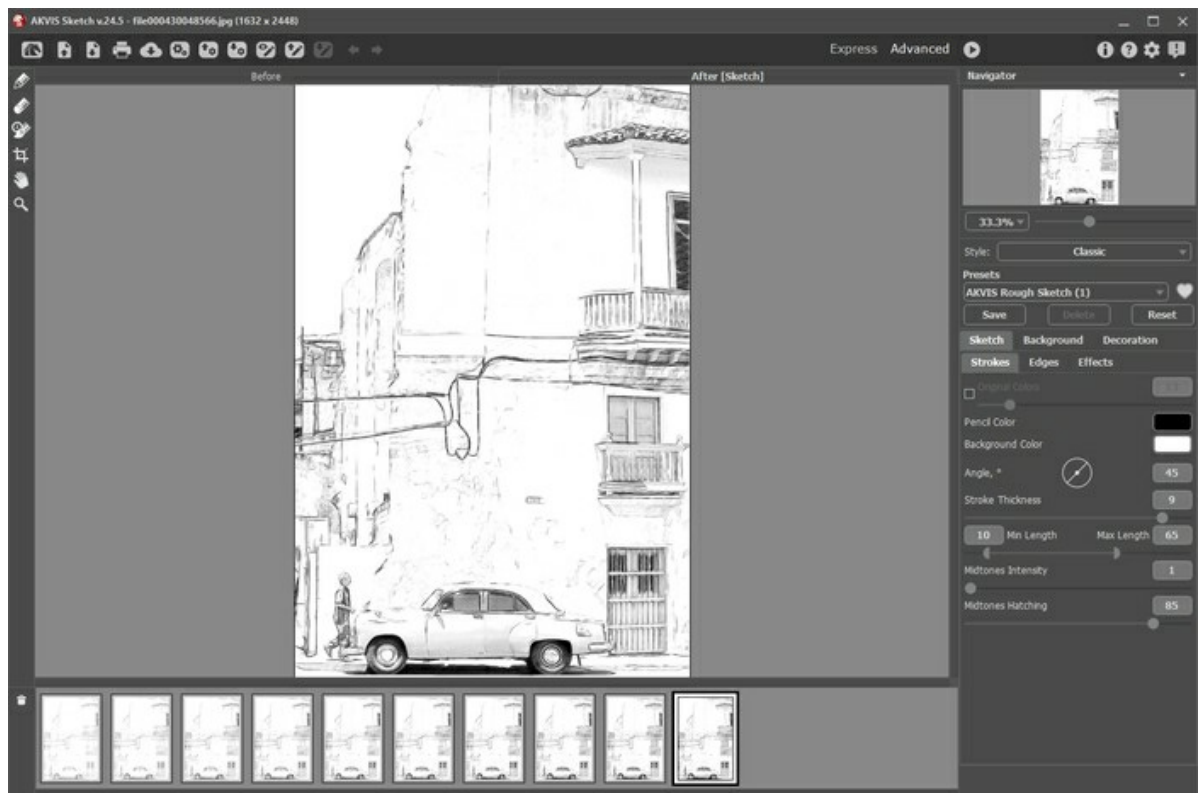 AKVIS Sketch v.24.5 - file000430048566.jpg (1632 x 2448)
Express Advanced
Before After [Sketch]
Navigator
33.3%
Style: Classic
Presets
AKVIS Rough Sketch (1)
Save Delete Reset
Sketch Background Decoration
Strokes Edges Effects
Original Colors
Pencil Color
Background Color
Angle, ° 45
Stroke Thickness 9
10 Min Length Max Length 65
Midtones Intensity 1
Midtones Hatching 85